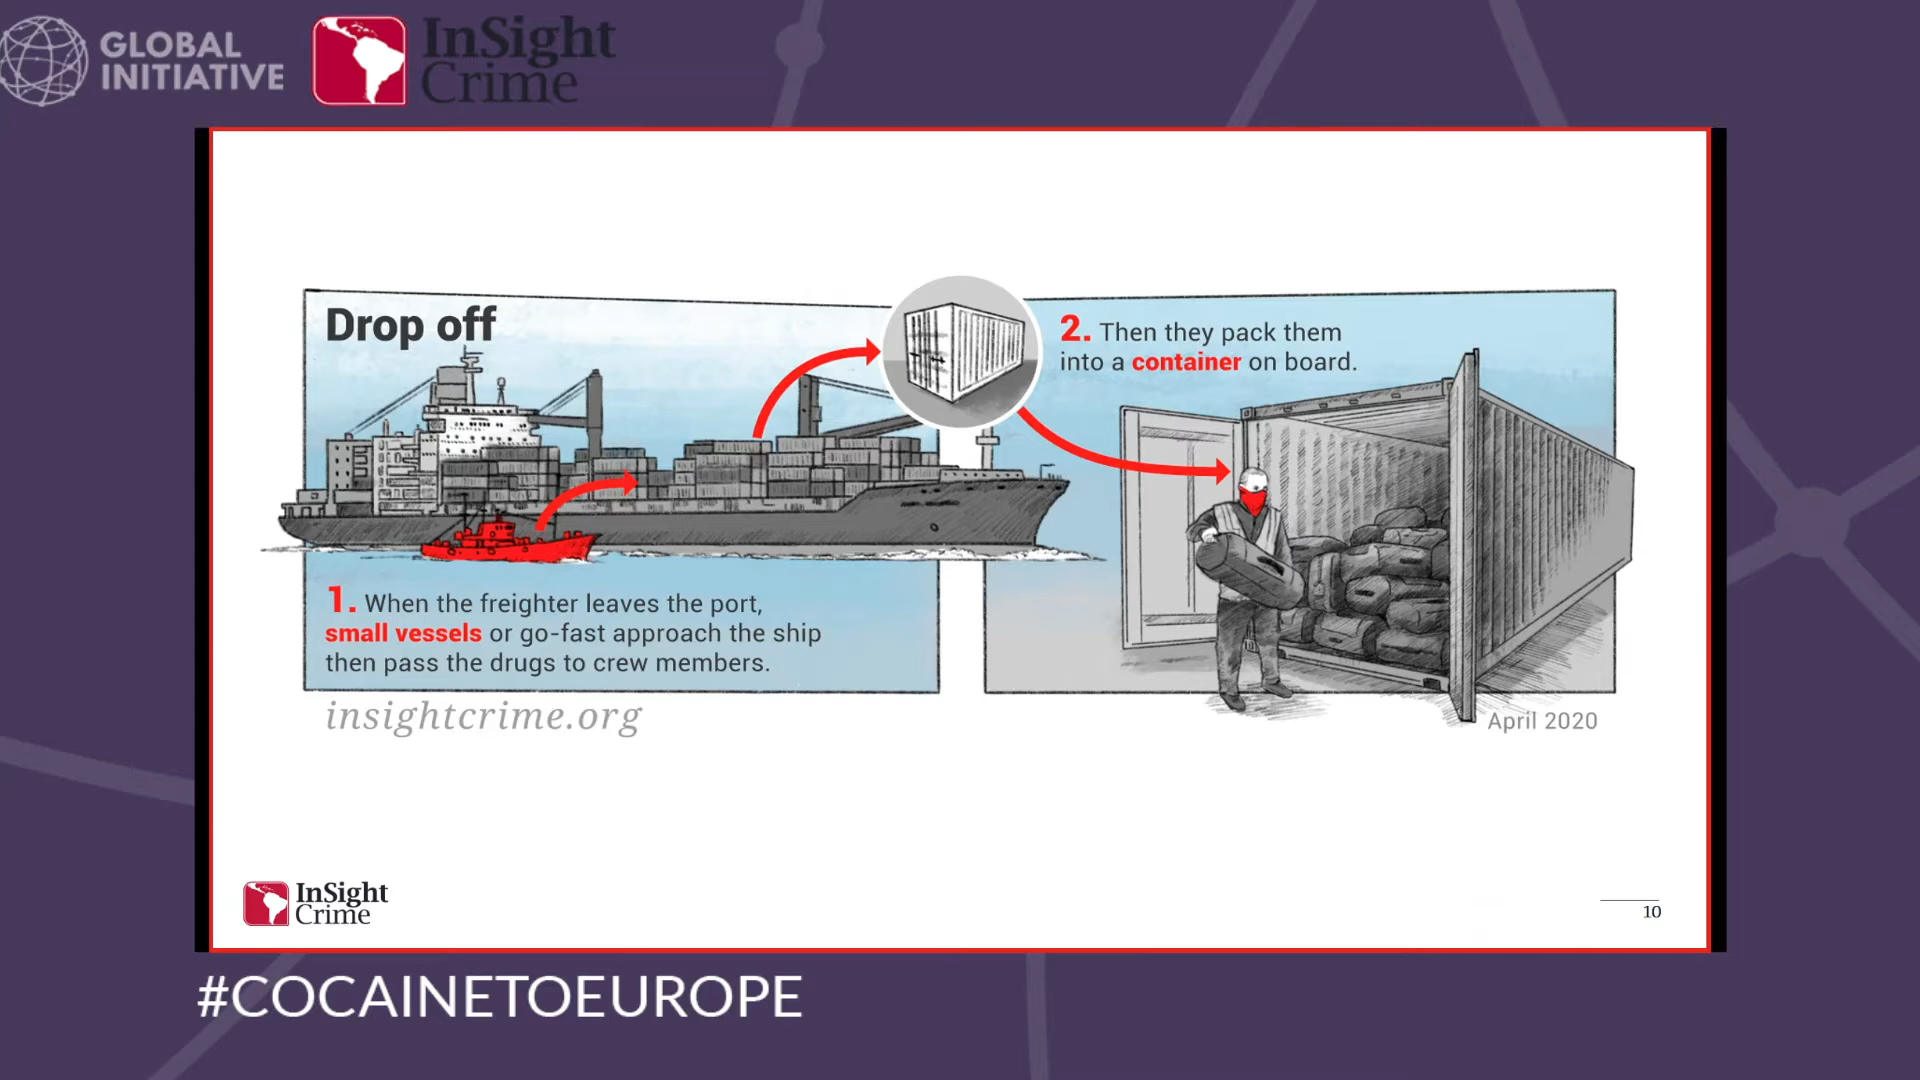 GLOBAL
INITIATIVE
InSight
Crime
Drop off
1. When the freighter leaves the port,
small vessels or go-fast approach the ship
then pass the drugs to crew members.
2. Then they pack them
into a container on board.
insightcrime.org
April 2020
InSight
Crime
10
#COCAINETOEUROPE